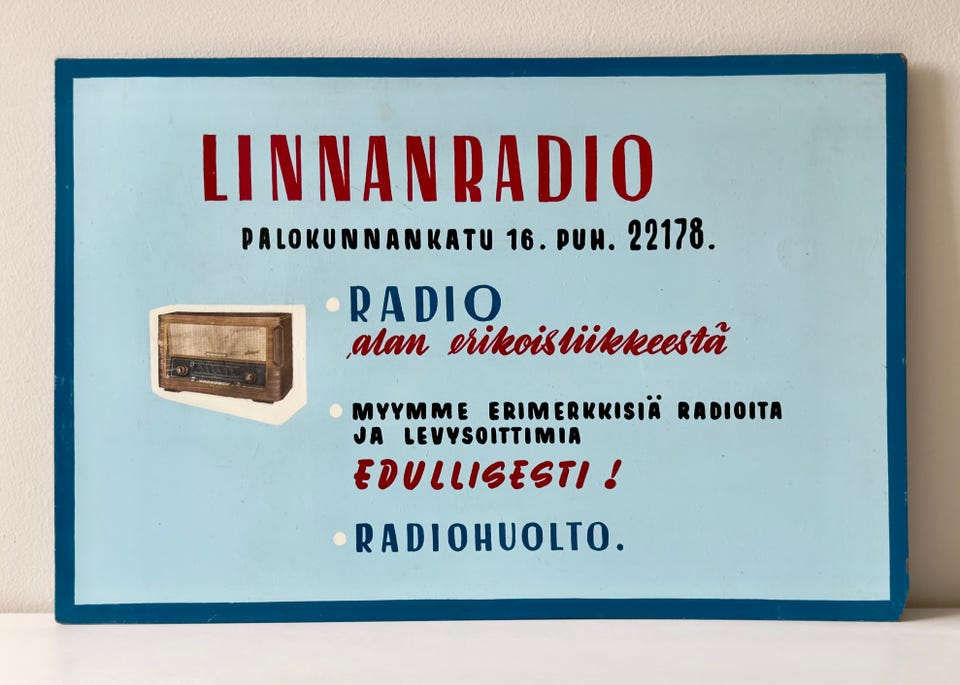 LINNANRADIO
PALOKUNNANKATU 16. PUH. 22178.
• RADIO
alan erikoisliikkeestä
• MYYMME ERIMERKKISIÄ RADIOITA
JA LEVYSOITTIMIA
EDULLISESTI !
• RADIOHUOLTO.